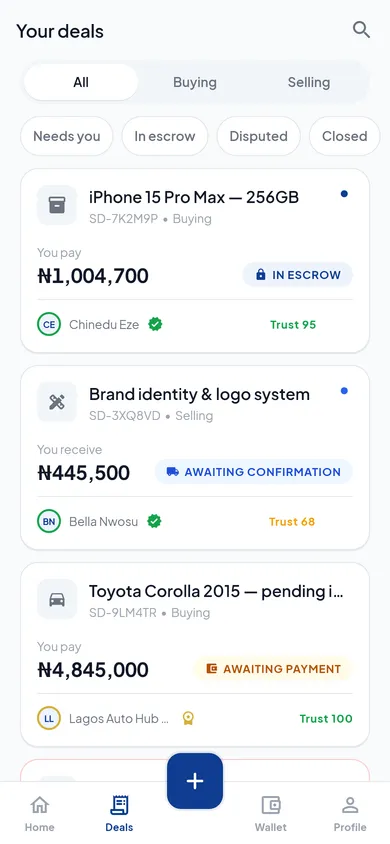 Your deals
All Buying Selling
Needs you In escrow Disputed Closed
iPhone 15 Pro Max — 256GB
SD-7K2M9P • Buying
You pay
₦1,004,700 IN ESCROW
CE Chinedu Eze Trust 95
Brand identity & logo system
SD-3XQ8VD • Selling
You receive
₦445,500 AWAITING CONFIRMATION
BN Bella Nwosu Trust 68
Toyota Corolla 2015 — pending i...
SD-9LM4TR • Buying
You pay
₦4,845,000 AWAITING PAYMENT
LL Lagos Auto Hub ... Trust 100
Home Deals Wallet Profile